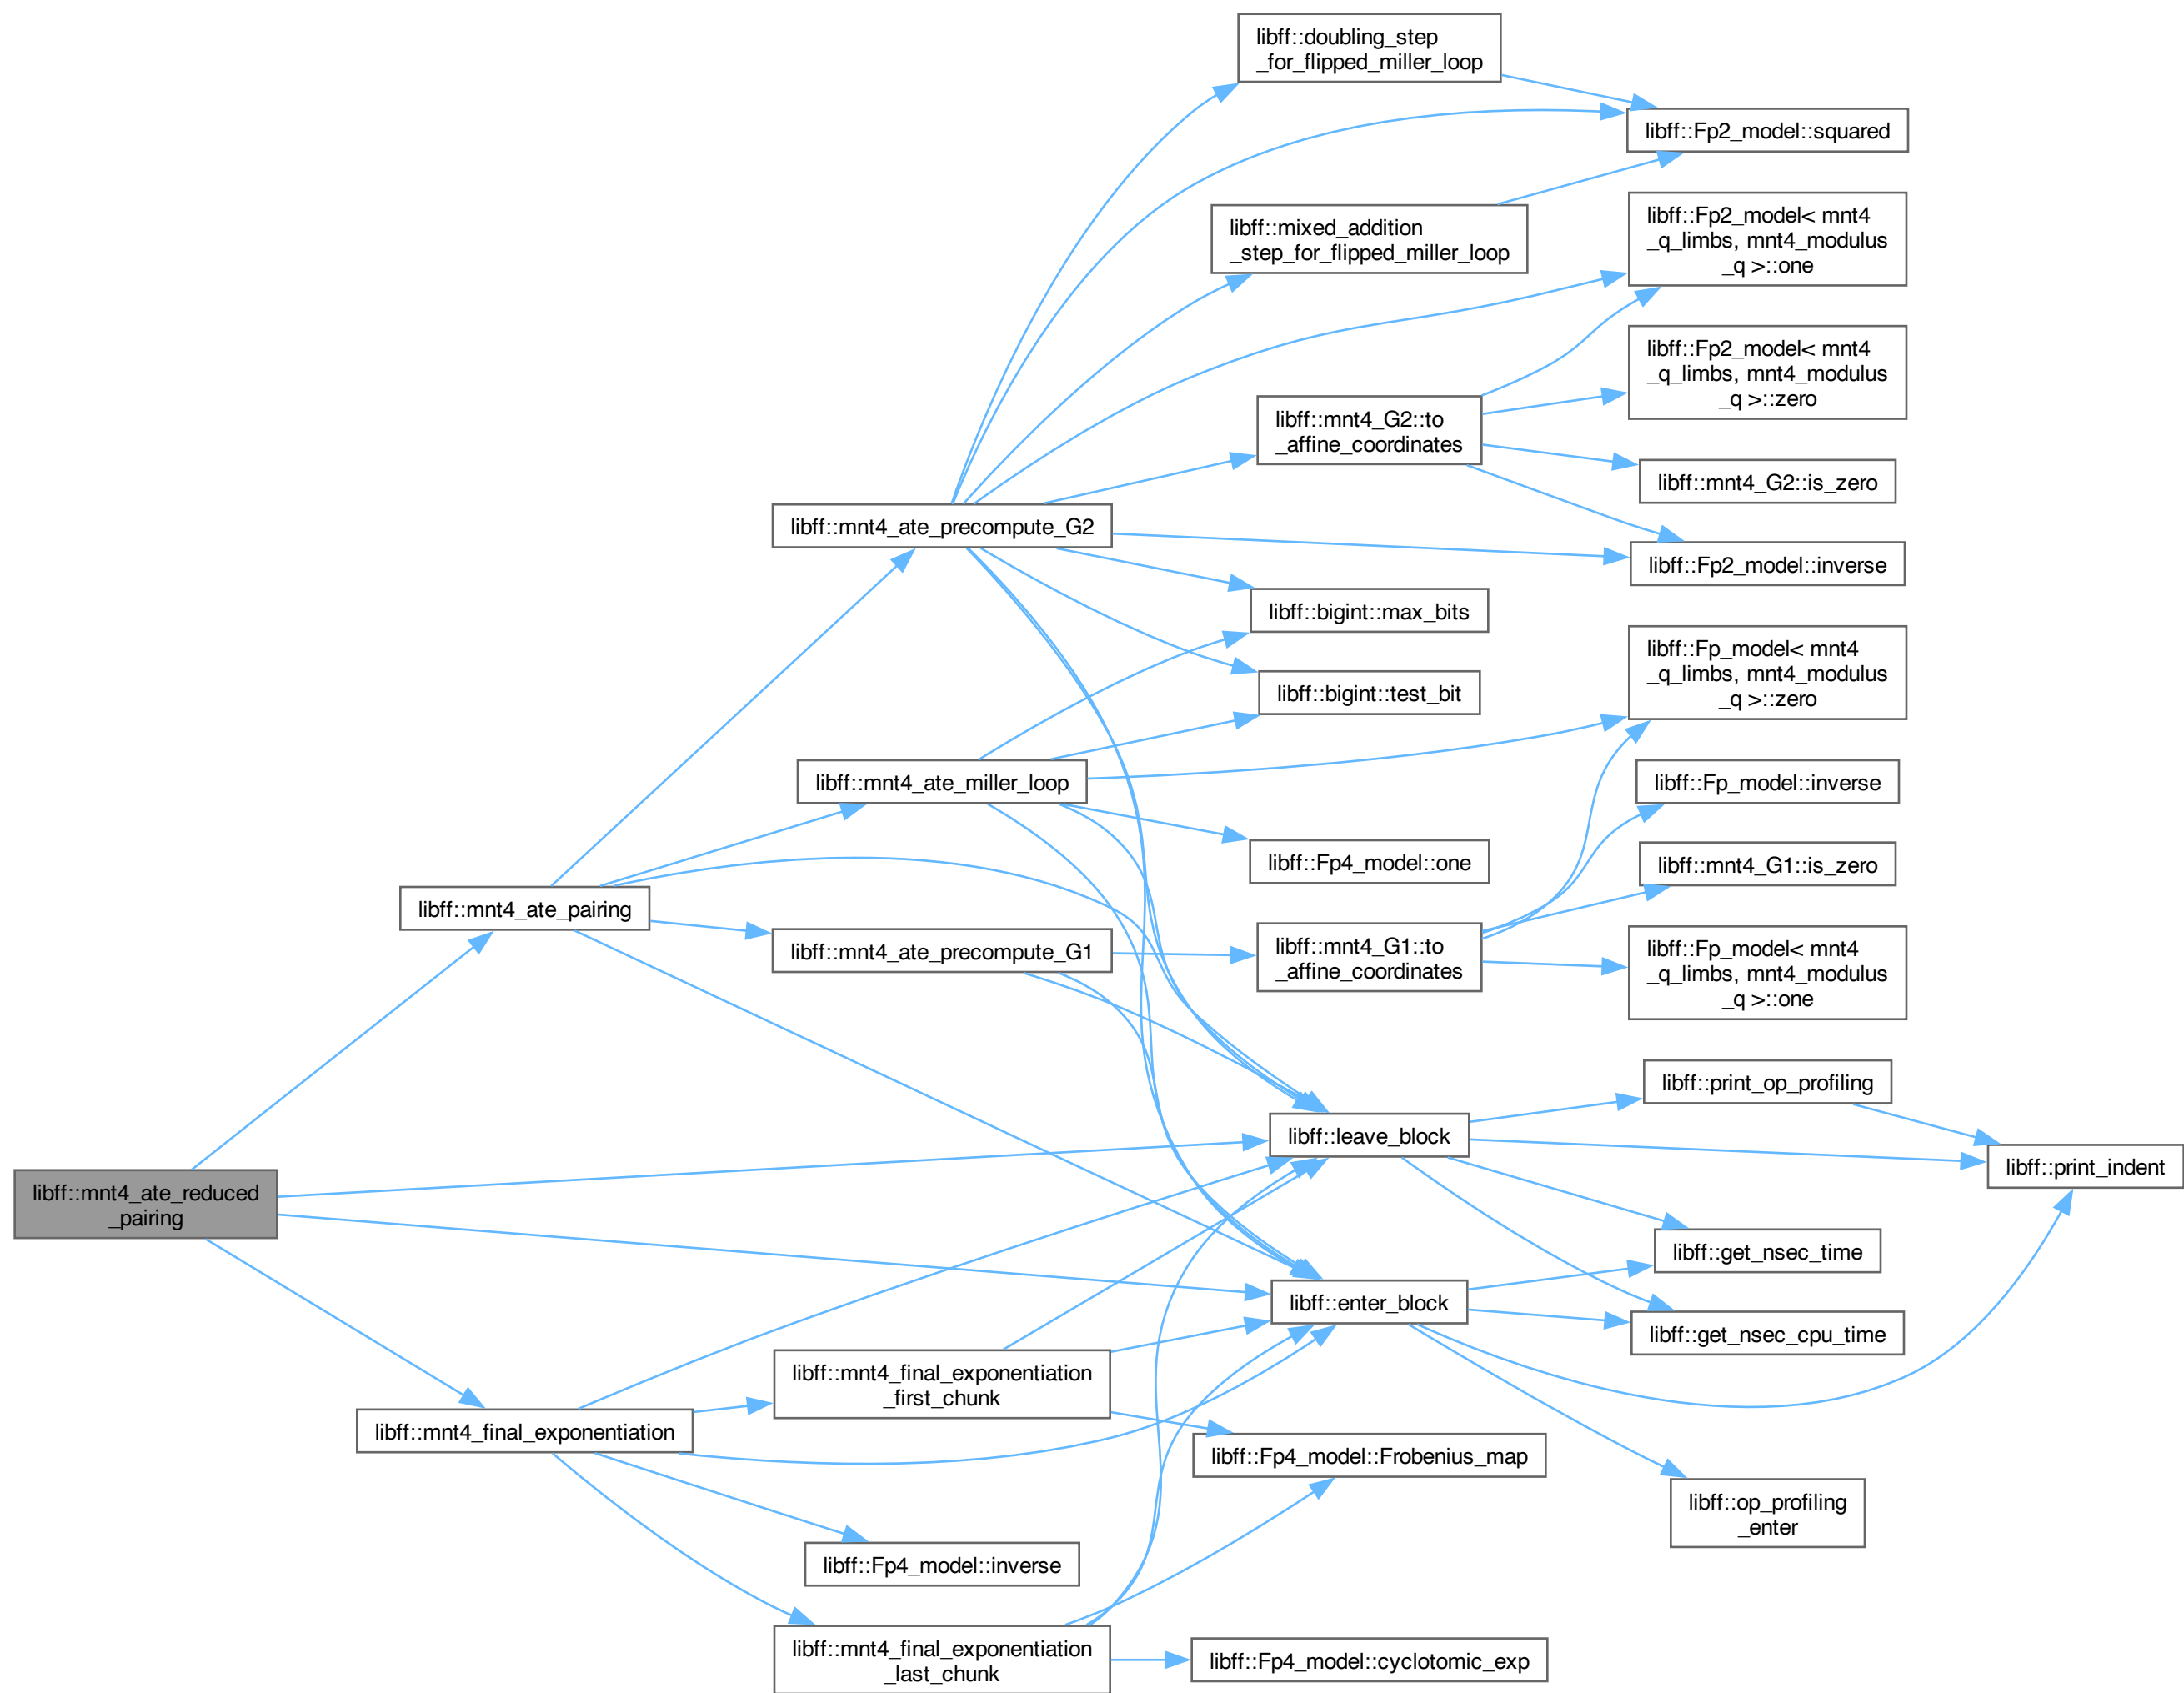 libff::doubling_step
_for_flipped_miller_loop
libff::Fp2_model::squared
libff::mixed_addition
_step_for_flipped_miller_loop
libff::Fp2_model< mnt4
_q_limbs, mnt4_modulus
_q >::one
libff::Fp2_model< mnt4
_q_limbs, mnt4_modulus
_q >::zero
libff::mnt4_G2::to
_affine_coordinates
libff::mnt4_G2::is_zero
libff::mnt4_ate_precompute_G2
libff::Fp2_model::inverse
libff::bigint::max_bits
libff::bigint::test_bit
libff::Fp_model< mnt4
_q_limbs, mnt4_modulus
_q >::zero
libff::mnt4_ate_miller_loop
libff::Fp_model::inverse
libff::Fp4_model::one
libff::mnt4_G1::is_zero
libff::mnt4_ate_pairing
libff::mnt4_ate_precompute_G1
libff::mnt4_G1::to
_affine_coordinates
libff::Fp_model< mnt4
_q_limbs, mnt4_modulus
_q >::one
libff::print_op_profiling
libff::leave_block
libff::print_indent
libff::mnt4_ate_reduced
_pairing
libff::get_nsec_time
libff::enter_block
libff::get_nsec_cpu_time
libff::mnt4_final_exponentiation
_first_chunk
libff::mnt4_final_exponentiation
libff::Fp4_model::Frobenius_map
libff::op_profiling
_enter
libff::Fp4_model::inverse
libff::mnt4_final_exponentiation
_last_chunk
libff::Fp4_model::cyclotomic_exp